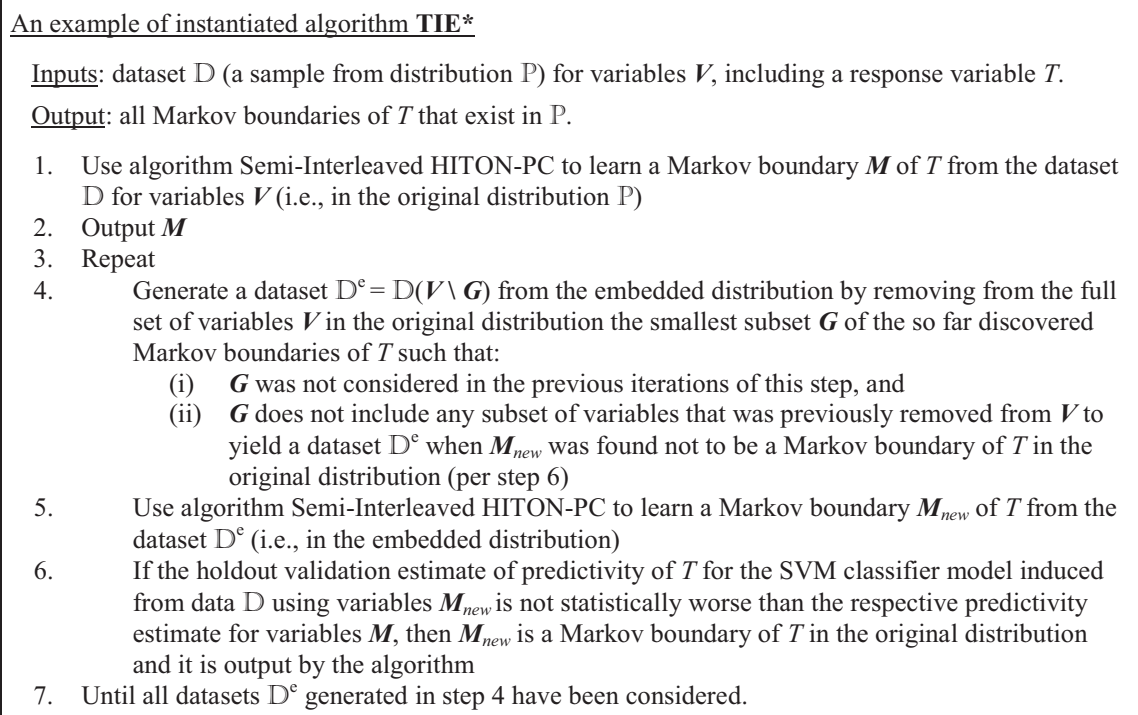 An example of instantiated algorithm TIE*
Inputs: dataset 𝔻 (a sample from distribution ℙ) for variables V, including a response variable T.
Output: all Markov boundaries of T that exist in ℙ.
1. Use algorithm Semi-Interleaved HITON-PC to learn a Markov boundary M of T from the dataset
𝔻 for variables V (i.e., in the original distribution ℙ)
2. Output M
3. Repeat
4. Generate a dataset 𝔻ᵉ = 𝔻(V \ G) from the embedded distribution by removing from the full
set of variables V in the original distribution the smallest subset G of the so far discovered
Markov boundaries of T such that:
(i) G was not considered in the previous iterations of this step, and
(ii) G does not include any subset of variables that was previously removed from V to
yield a dataset 𝔻ᵉ when Mnew was found not to be a Markov boundary of T in the
original distribution (per step 6)
5. Use algorithm Semi-Interleaved HITON-PC to learn a Markov boundary Mnew of T from the
dataset 𝔻ᵉ (i.e., in the embedded distribution)
6. If the holdout validation estimate of predictivity of T for the SVM classifier model induced
from data 𝔻 using variables Mnew is not statistically worse than the respective predictivity
estimate for variables M, then Mnew is a Markov boundary of T in the original distribution
and it is output by the algorithm
7. Until all datasets 𝔻ᵉ generated in step 4 have been considered.